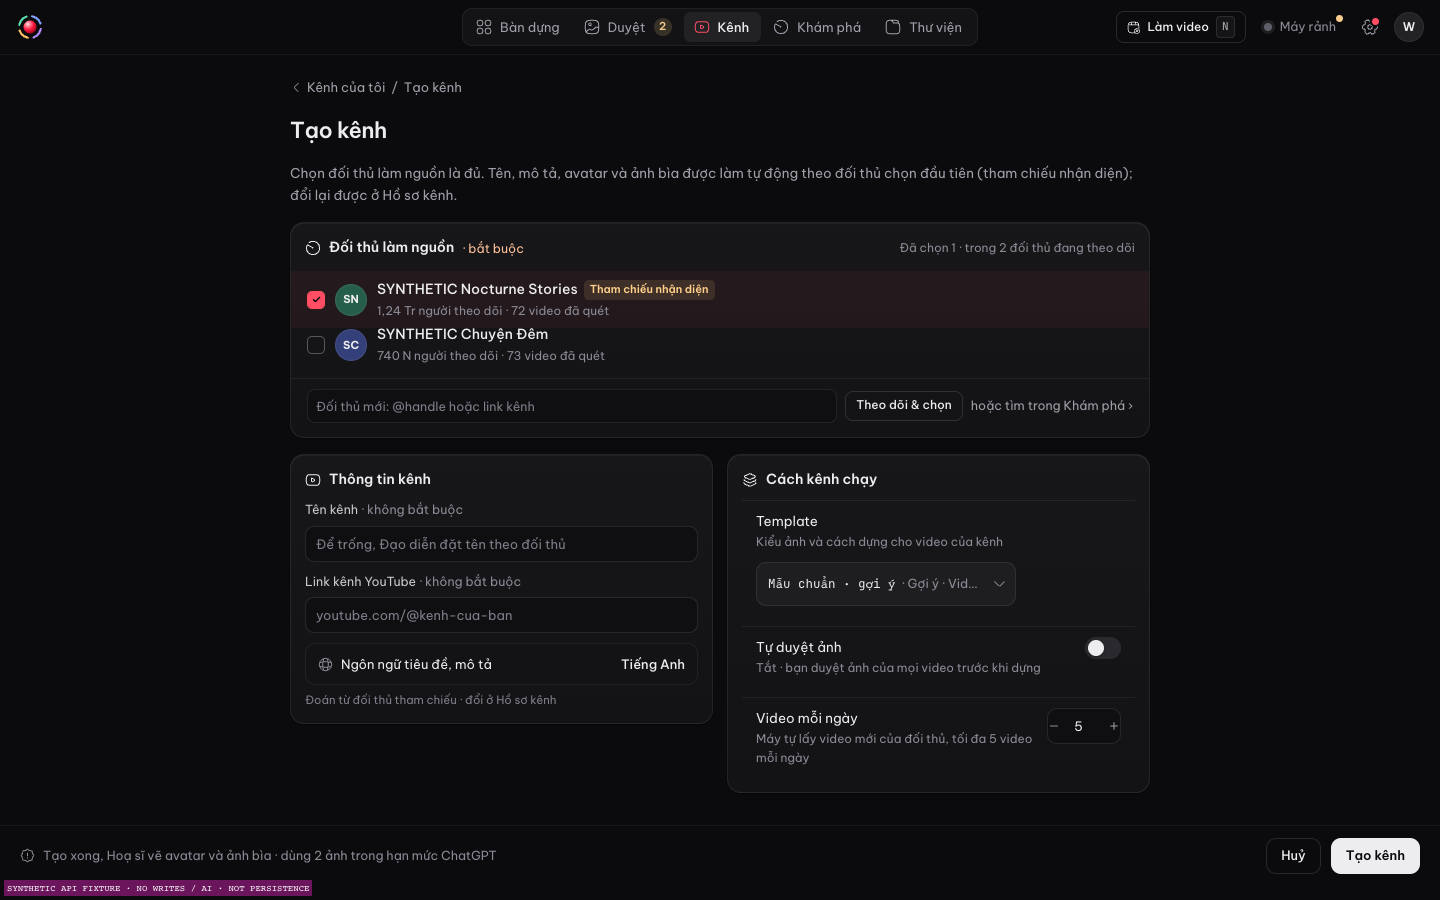 Bàn dựng
Duyệt 2
Kênh
Khám phá
Thư viện
Làm video N
Máy rảnh
W
Kênh của tôi / Tạo kênh
Tạo kênh
Chọn đối thủ làm nguồn là đủ. Tên, mô tả, avatar và ảnh bìa được làm tự động theo đối thủ chọn đầu tiên (tham chiếu nhận diện);
đổi lại được ở Hồ sơ kênh.
Đối thủ làm nguồn · bắt buộc
Đã chọn 1 · trong 2 đối thủ đang theo dõi
SN
SYNTHETIC Nocturne Stories Tham chiếu nhận diện
1,24 Tr người theo dõi · 72 video đã quét
SC
SYNTHETIC Chuyện Đêm
740 N người theo dõi · 73 video đã quét
Đối thủ mới: @handle hoặc link kênh
Theo dõi & chọn
hoặc tìm trong Khám phá ›
Thông tin kênh
Tên kênh · không bắt buộc
Để trống, Đạo diễn đặt tên theo đối thủ
Link kênh YouTube · không bắt buộc
youtube.com/@kenh-cua-ban
Ngôn ngữ tiêu đề, mô tả Tiếng Anh
Đoán từ đối thủ tham chiếu · đổi ở Hồ sơ kênh
Cách kênh chạy
Template
Kiểu ảnh và cách dựng cho video của kênh
Mẫu chuẩn · gợi ý · Gợi ý · Vid...
Tự duyệt ảnh
Tắt · bạn duyệt ảnh của mọi video trước khi dựng
Video mỗi ngày
Máy tự lấy video mới của đối thủ, tối đa 5 video
mỗi ngày
− 5 +
Tạo xong, Hoạ sĩ vẽ avatar và ảnh bìa · dùng 2 ảnh trong hạn mức ChatGPT
Huỷ
Tạo kênh
SYNTHETIC API FIXTURE · NO WRITES / AI · NOT PERSISTENCE